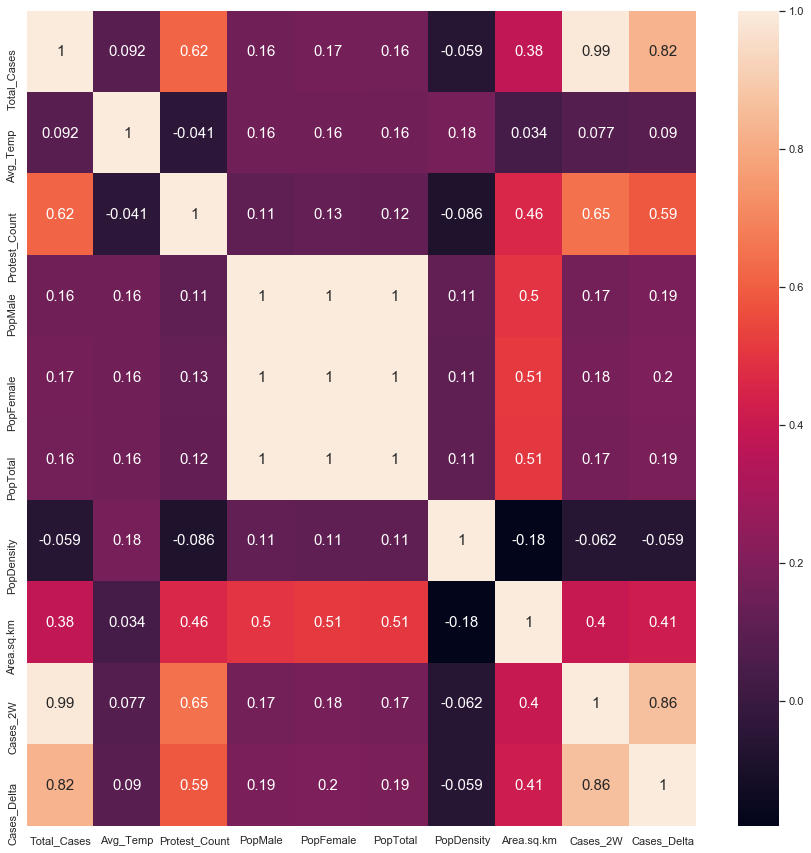 Total_Cases 1 0.092 0.62 0.16 0.17 0.16 -0.059 0.38 0.99 0.82
Avg_Temp 0.092 1 -0.041 0.16 0.16 0.16 0.18 0.034 0.077 0.09
Protest_Count 0.62 -0.041 1 0.11 0.13 0.12 -0.086 0.46 0.65 0.59
PopMale 0.16 0.16 0.11 1 1 1 0.11 0.5 0.17 0.19
PopFemale 0.17 0.16 0.13 1 1 1 0.11 0.51 0.18 0.2
PopTotal 0.16 0.16 0.12 1 1 1 0.11 0.51 0.17 0.19
PopDensity -0.059 0.18 -0.086 0.11 0.11 0.11 1 -0.18 -0.062 -0.059
Area.sq.km 0.38 0.034 0.46 0.5 0.51 0.51 -0.18 1 0.4 0.41
Cases_2W 0.99 0.077 0.65 0.17 0.18 0.17 -0.062 0.4 1 0.86
Cases_Delta 0.82 0.09 0.59 0.19 0.2 0.19 -0.059 0.41 0.86 1
Total_Cases Avg_Temp Protest_Count PopMale PopFemale PopTotal PopDensity Area.sq.km Cases_2W Cases_Delta
1.0
0.8
0.6
0.4
0.2
0.0